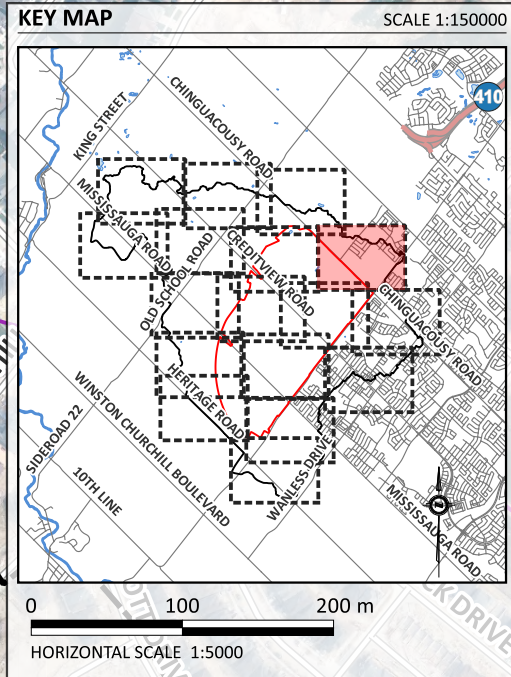 KEY MAP
SCALE 1:150000
410
KING STREET
CHINGUACOUSY ROAD
MISSISSAUGA ROAD
OLD SCHOOL ROAD
CREDITVIEW ROAD
CHINGUACOUSY ROAD
HERITAGE ROAD
WINSTON CHURCHILL BOULEVARD
SIDEROAD 22
10TH LINE
WANLESS DRIVE
MISSISSAUGA ROAD
0 100 200 m
HORIZONTAL SCALE 1:5000
CK DRIVE